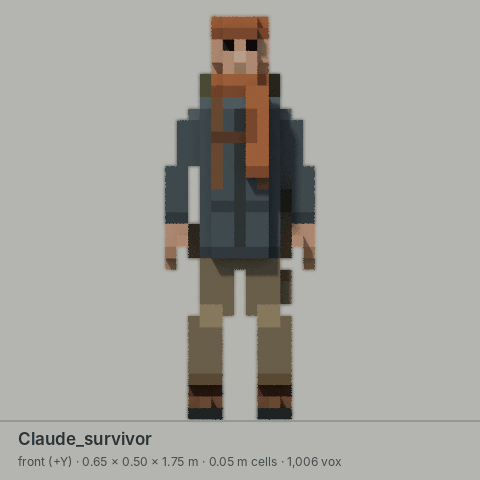 Claude_survivor
front (+Y) · 0.65 × 0.50 × 1.75 m · 0.05 m cells · 1,006 vox